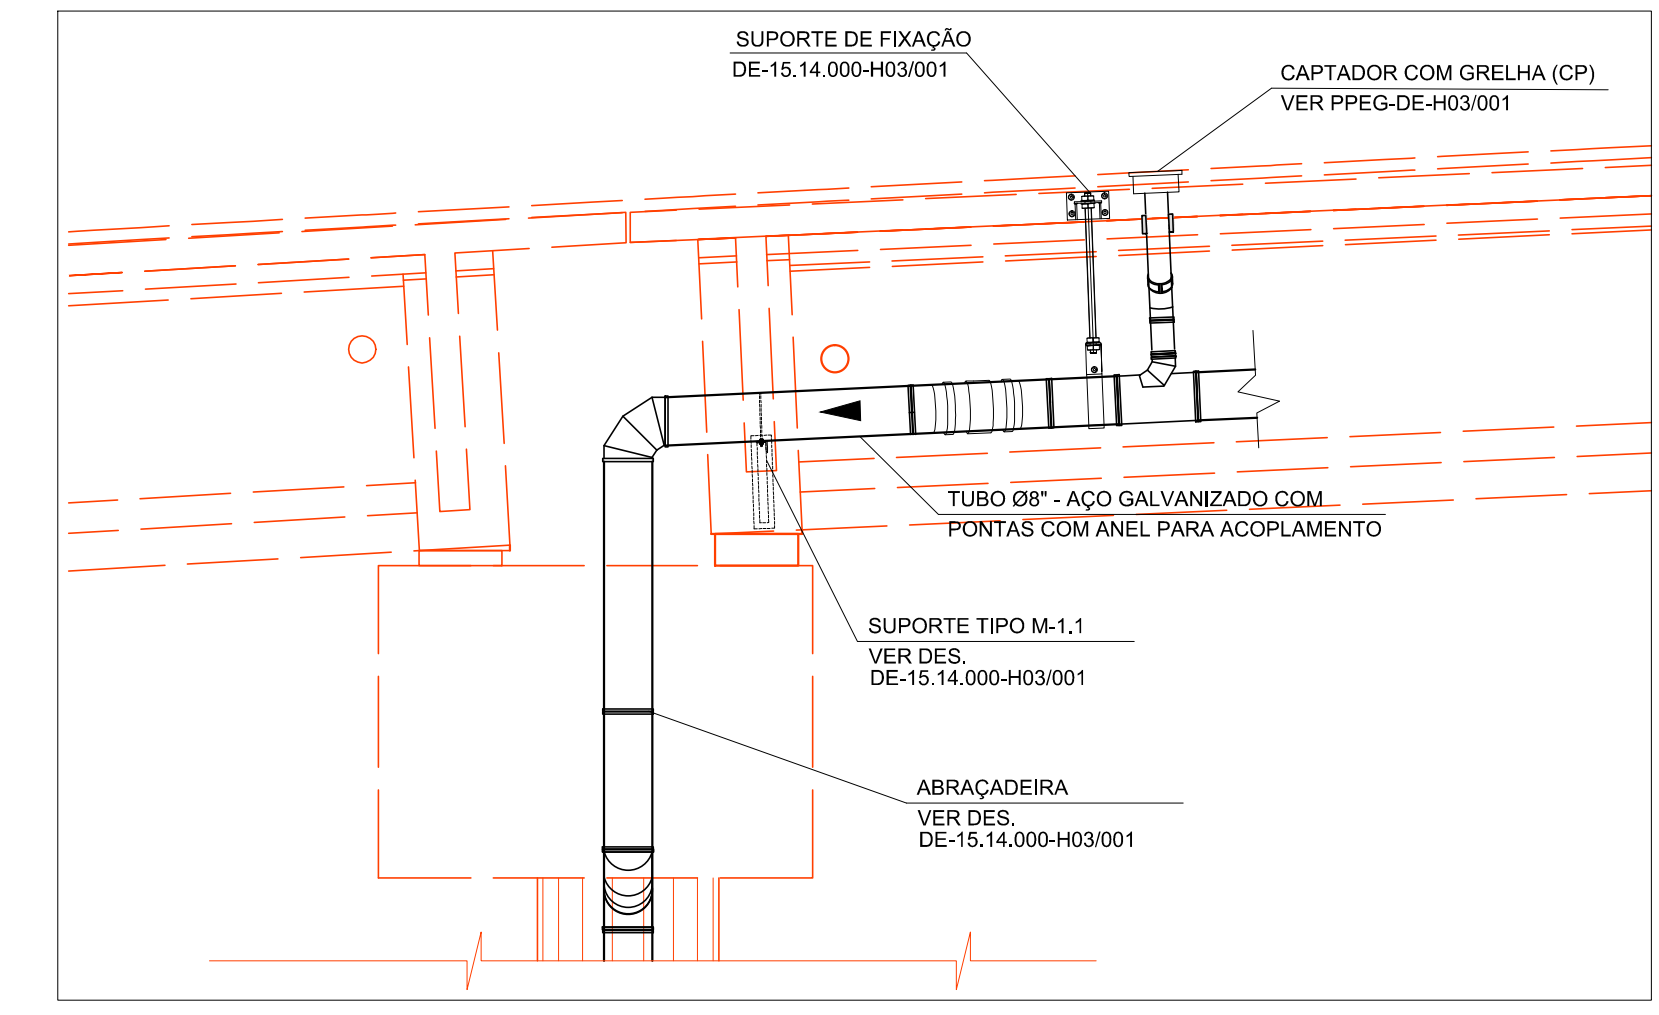 SUPORTE DE FIXAÇÃO
DE-15.14.000-H03/001
CAPTADOR COM GRELHA (CP)
VER PPEG-DE-H03/001
TUBO Ø8" - AÇO GALVANIZADO COM
PONTAS COM ANEL PARA ACOPLAMENTO
SUPORTE TIPO M-1.1
VER DES.
DE-15.14.000-H03/001
ABRAÇADEIRA
VER DES.
DE-15.14.000-H03/001